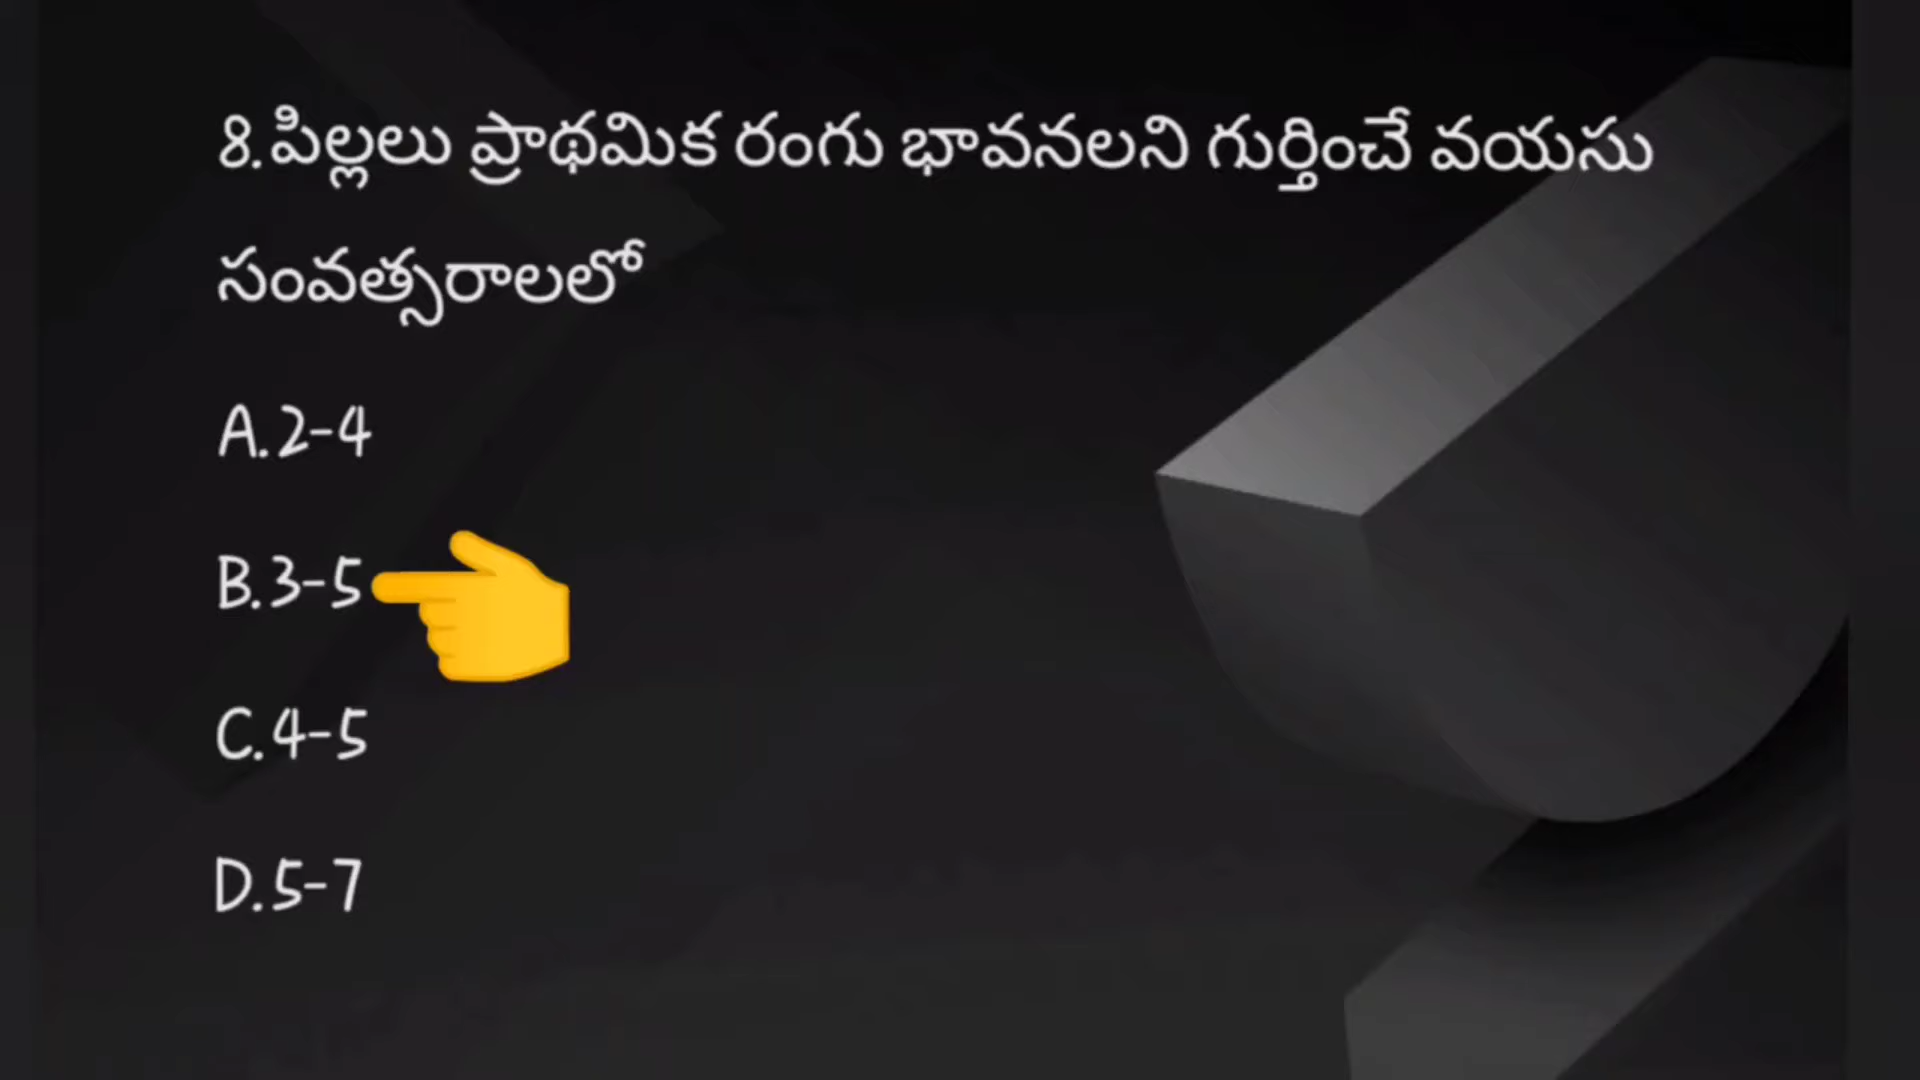 8.పిల్లలు ప్రాథమిక రంగు భావనలని గుర్తించే వయసు
సంవత్సరాలలో
A.2-4
B.3-5
C.4-5
D.5-7